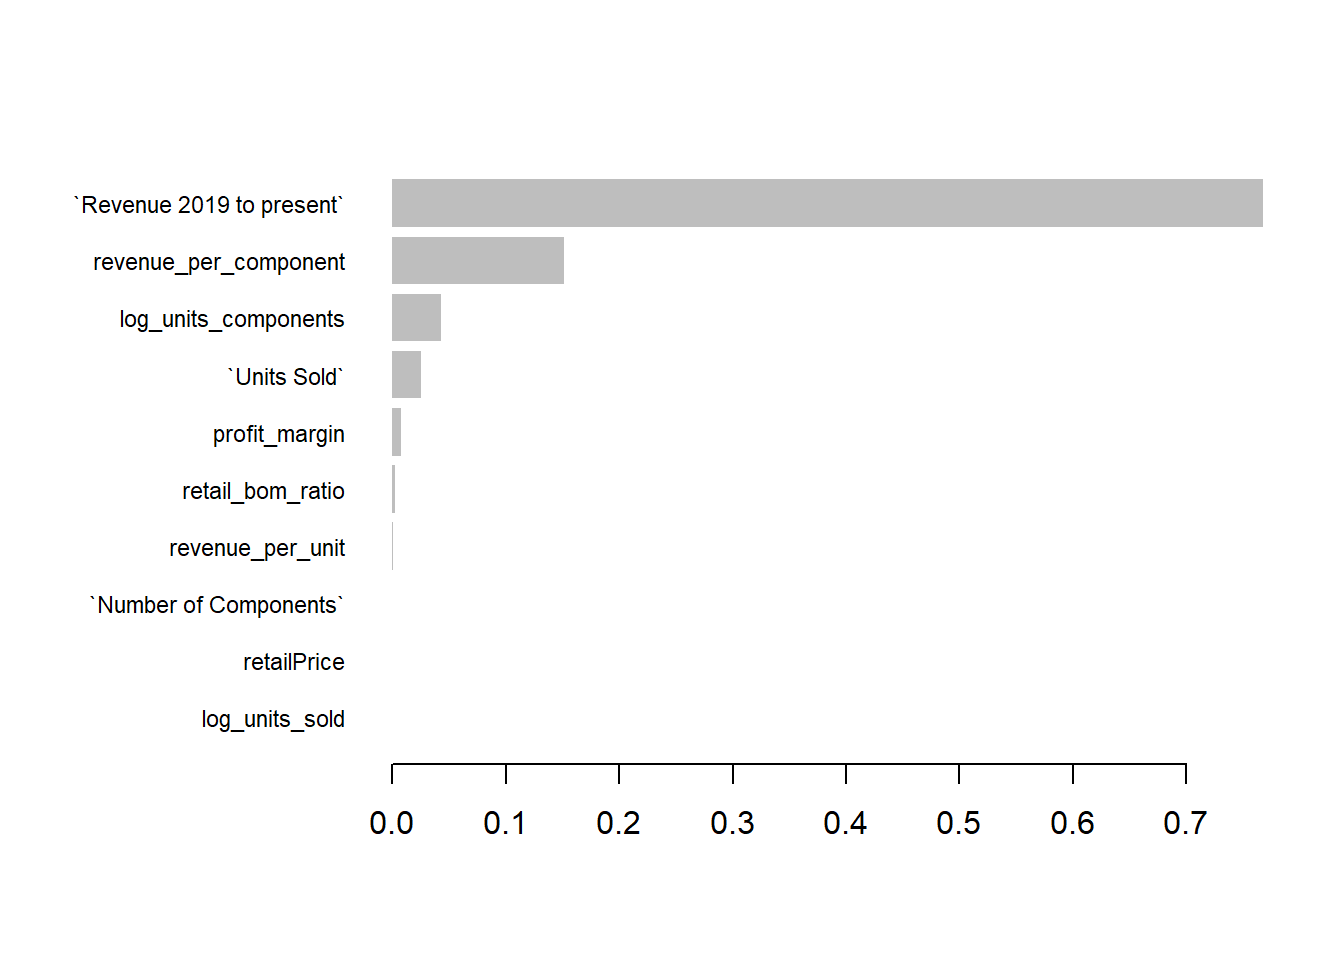 `Revenue 2019 to present`
revenue_per_component
log_units_components
`Units Sold`
profit_margin
retail_bom_ratio
revenue_per_unit
`Number of Components`
retailPrice
log_units_sold
0.0 0.1 0.2 0.3 0.4 0.5 0.6 0.7